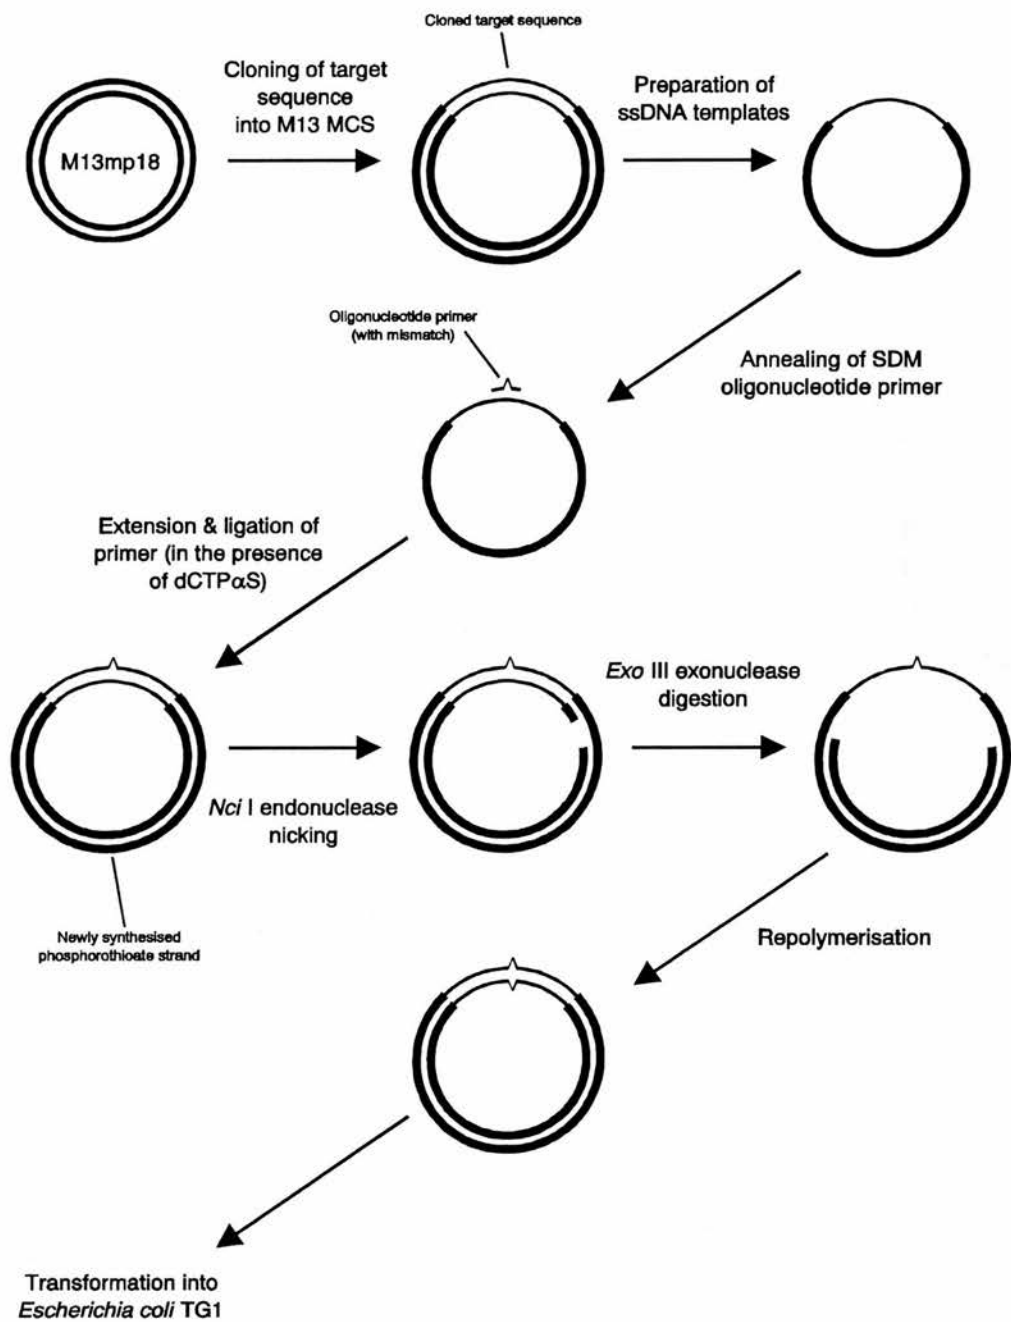 Cloned target sequence
Cloning of target
sequence
into M13 MCS
Preparation of
ssDNA templates
M13mp18
Oligonucleotide primer
(with mismatch)
Annealing of SDM
oligonucleotide primer
Extension & ligation of
primer (in the presence
of dCTPαS)
Exo III exonuclease
digestion
Nci I endonuclease
nicking
Newly synthesised
phosphorothioate strand
Repolymerisation
Transformation into
Escherichia coli TG1